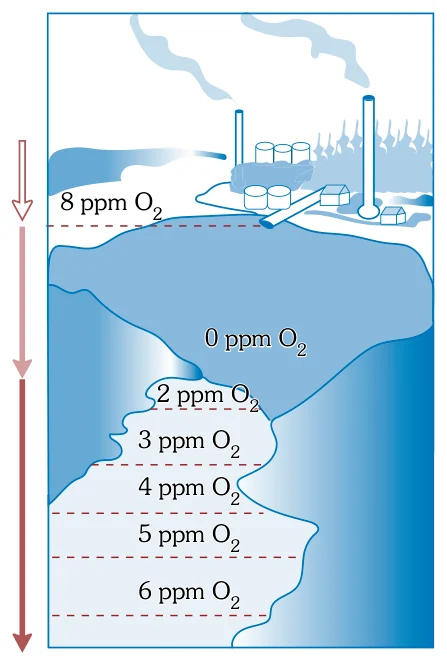 8 ppm O₂
0 ppm O₂
2 ppm O₂
3 ppm O₂
4 ppm O₂
5 ppm O₂
6 ppm O₂